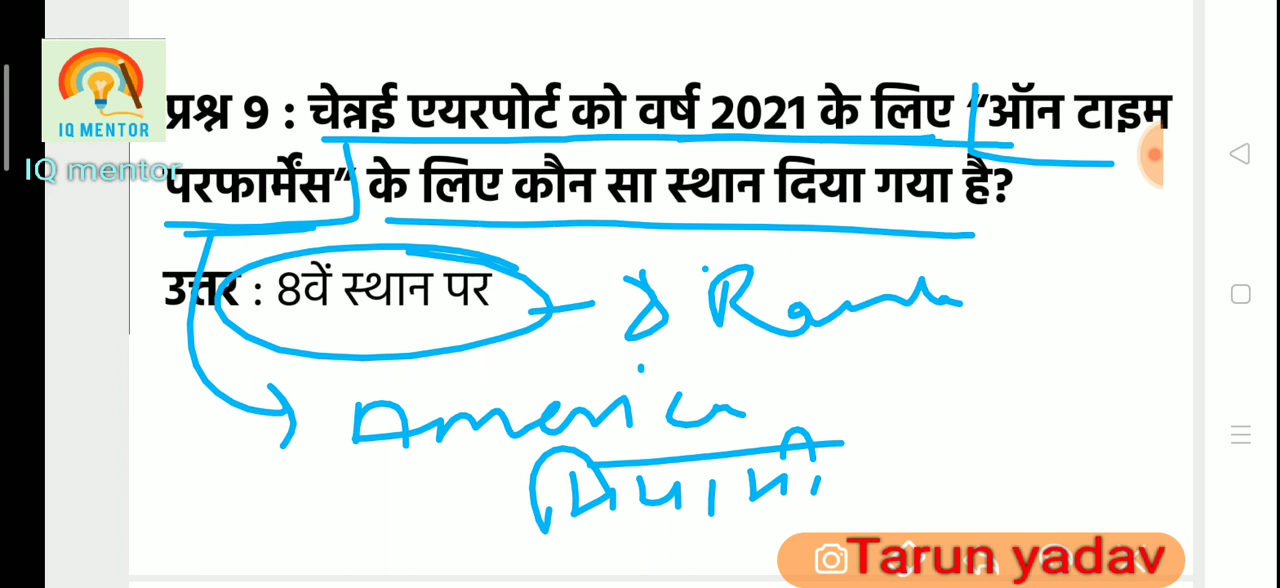 IQ MENTOR
IQ mentor
प्रश्न 9 : चेन्नई एयरपोर्ट को वर्ष 2021 के लिए “ऑन टाइम
परफार्मेंस” के लिए कौन सा स्थान दिया गया है?
उत्तर : 8वें स्थान पर
8 Rank
America
मियामी
Tarun yadav